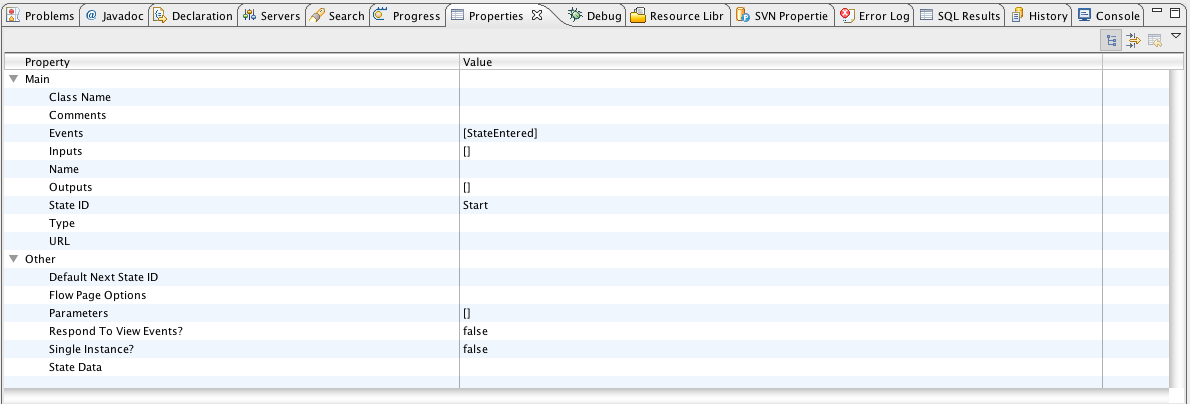 Problems @ Javadoc Declaration Servers Search Progress Properties Debug Resource Libr SVN Propertie Error Log SQL Results History Console
Property Value
Main
Class Name
Comments
Events [StateEntered]
Inputs []
Name
Outputs []
State ID Start
Type
URL
Other
Default Next State ID
Flow Page Options
Parameters []
Respond To View Events? false
Single Instance? false
State Data